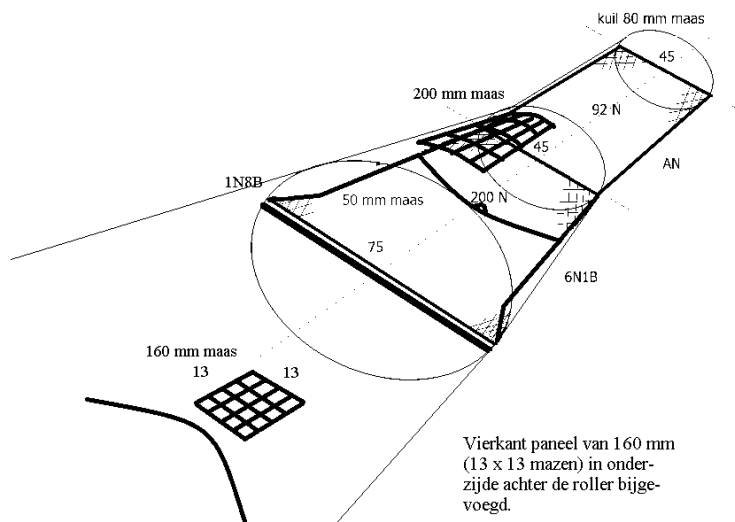 kuil 80 mm maas
45
200 mm maas
92 N
45
AN
1N8B
50 mm maas
200 N
75
6N1B
160 mm maas
13 13
Vierkant paneel van 160 mm
(13 x 13 mazen) in onder-
zijde achter de roller bijge-
voegd.